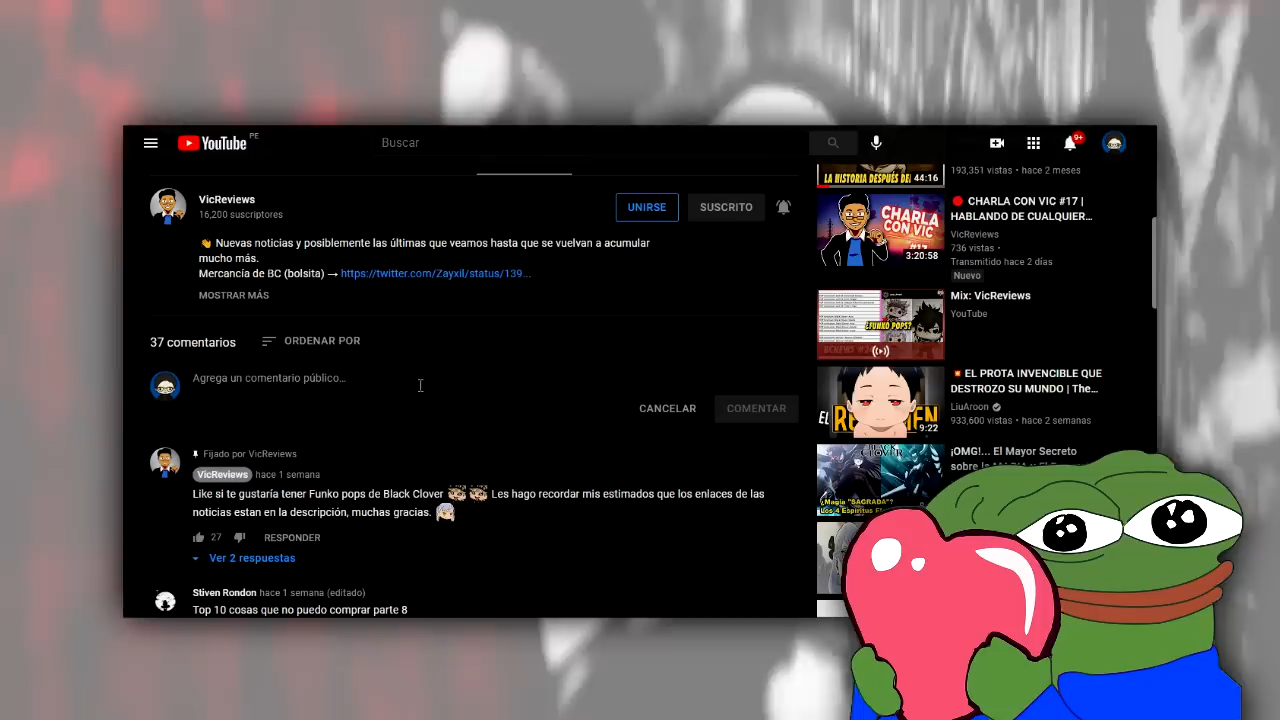 YouTube PE
Buscar
9+
VicReviews
16,200 suscriptores
UNIRSE
SUSCRITO
👋 Nuevas noticias y posiblemente las últimas que veamos hasta que se vuelvan a acumular
mucho más.
Mercancía de BC (bolsita) → https://twitter.com/Zayxil/status/139...
MOSTRAR MÁS
37 comentarios
ORDENAR POR
Agrega un comentario público...
CANCELAR
COMENTAR
Fijado por VicReviews
VicReviews hace 1 semana
Like si te gustaría tener Funko pops de Black Clover Les hago recordar mis estimados que los enlaces de las
noticias estan en la descripción, muchas gracias.
27
RESPONDER
Ver 2 respuestas
Stiven Rondon hace 1 semana (editado)
Top 10 cosas que no puedo comprar parte 8
LA HISTORIA DESPUÉS DE
44:16
193,351 vistas • hace 2 meses
CHARLA
CON VIC
#17
3:20:58
🔴 CHARLA CON VIC #17 |
HABLANDO DE CUALQUIER...
VicReviews
736 vistas •
Transmitido hace 2 días
Nuevo
¿FUNKO POPS?
Mix: VicReviews
YouTube
EL
9:22
💥 EL PROTA INVENCIBLE QUE
DESTROZO SU MUNDO | The...
LiuAroon
933,600 vistas • hace 2 semanas
CLOVER
¿Magia "SAGRADA"?
¡OMG!... El Mayor Secreto